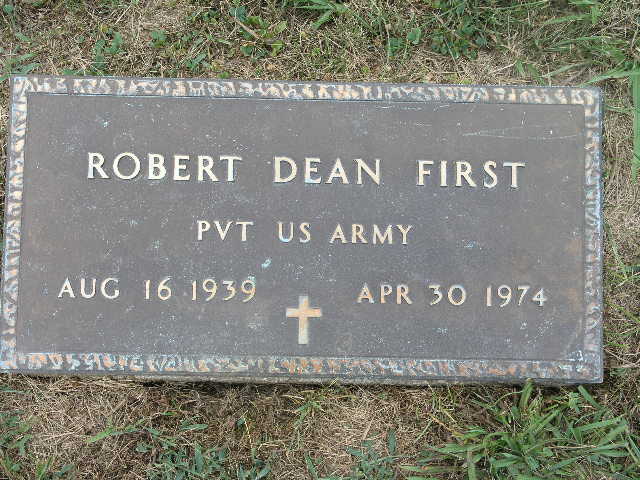 ROBERT DEAN FIRST
PVT US ARMY
AUG 16 1939 APR 30 1974